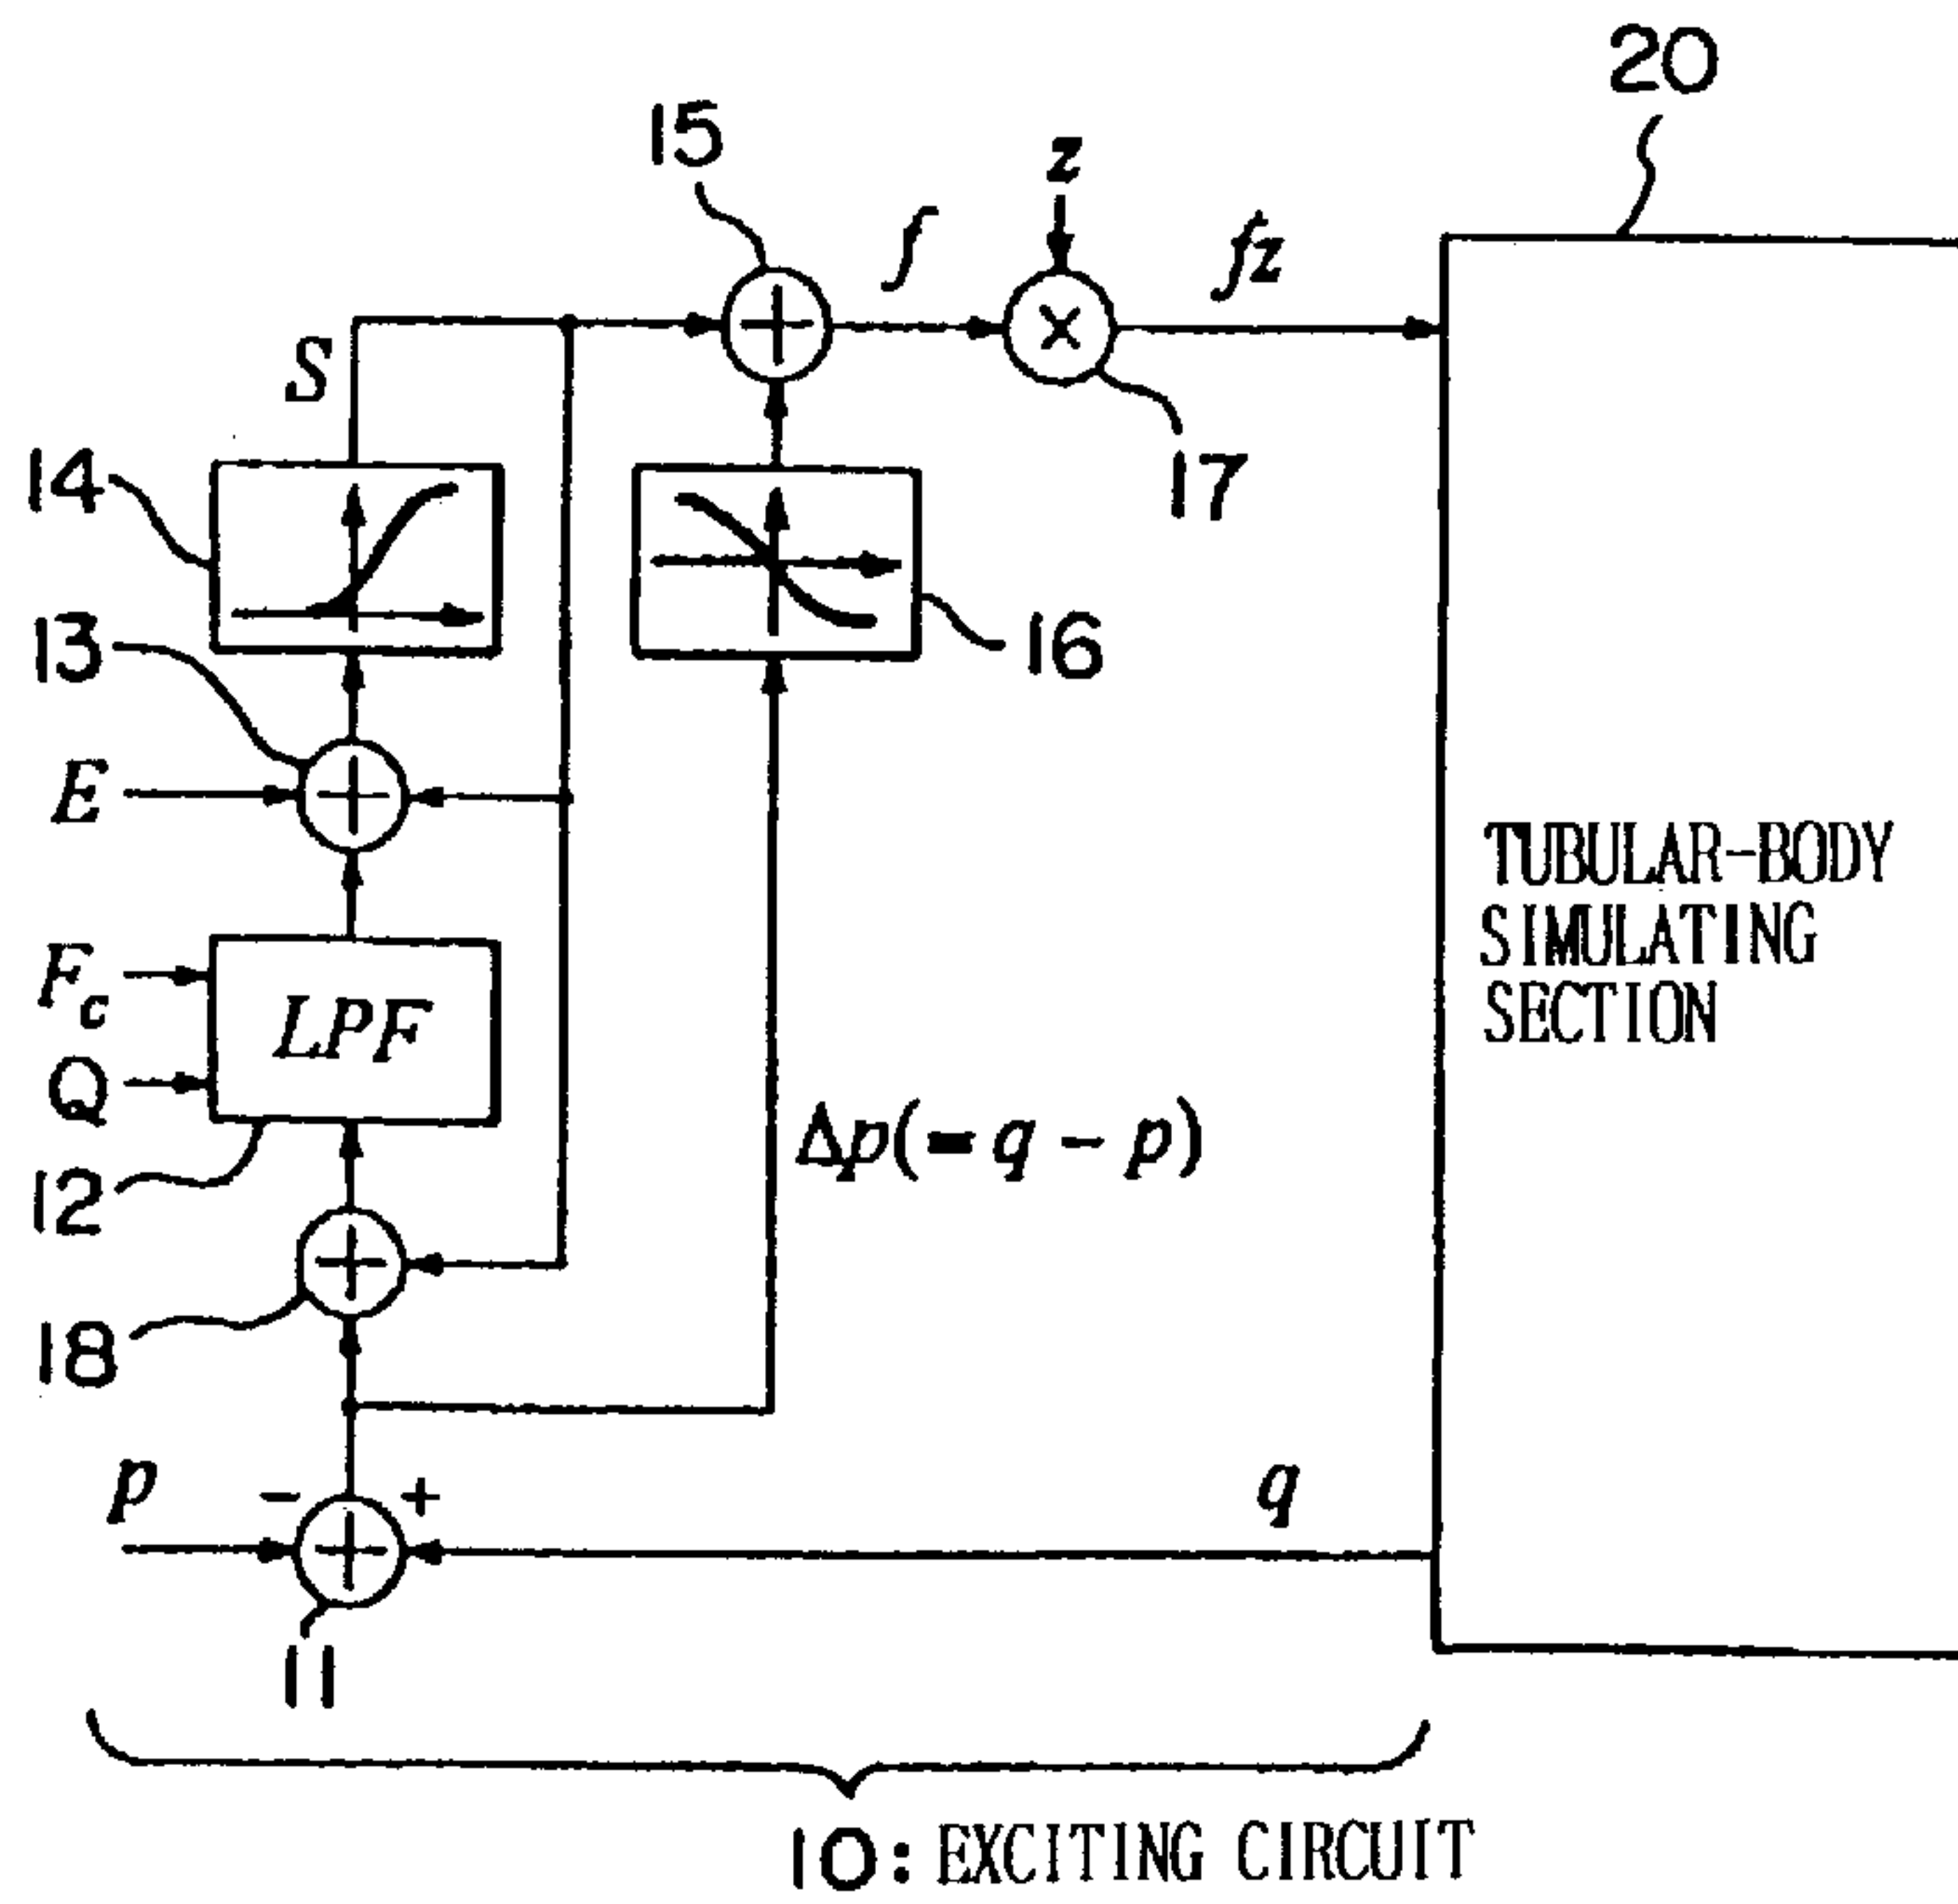 20
15
z
f
fz
S
14
17
13
16
E
TUBULAR-BODY
SIMULATING
SECTION
Fc
LPF
Q
Δp(=q-p)
12
18
p
- +
q
11
10: EXCITING CIRCUIT